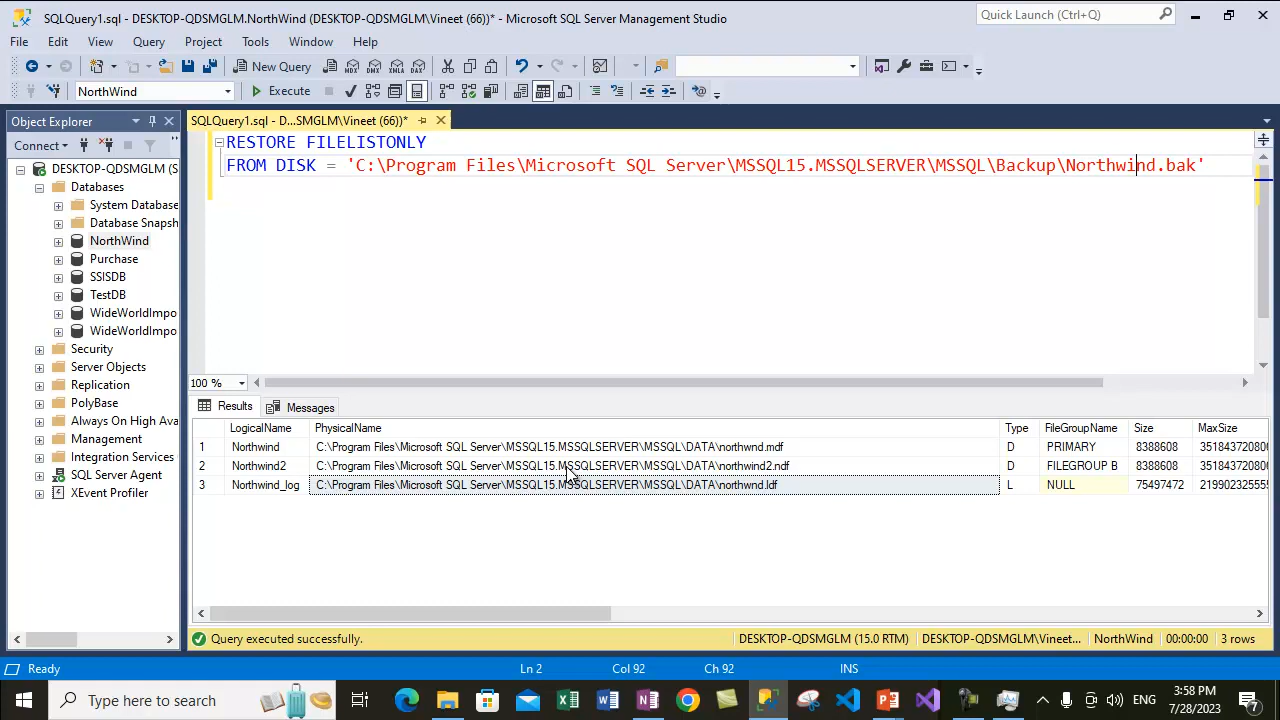 SQLQuery1.sql - DESKTOP-QDSMGLM.NorthWind (DESKTOP-QDSMGLM\Vineet (66))* - Microsoft SQL Server Management Studio
Quick Launch (Ctrl+Q)
File Edit View Query Project Tools Window Help
New Query
NorthWind
Execute
Object Explorer
SQLQuery1.sql - D...SMGLM\Vineet (66))*
Connect
DESKTOP-QDSMGLM (S
Databases
System Database
Database Snapsh
NorthWind
Purchase
SSISDB
TestDB
WideWorldImpo
WideWorldImpo
Security
Server Objects
Replication
PolyBase
Always On High Ava
Management
Integration Services
SQL Server Agent
XEvent Profiler
RESTORE FILELISTONLY
FROM DISK = 'C:\Program Files\Microsoft SQL Server\MSSQL15.MSSQLSERVER\MSSQL\Backup\Northwind.bak'
100 %
Results Messages
LogicalName PhysicalName Type FileGroupName Size MaxSize
1 Northwind C:\Program Files\Microsoft SQL Server\MSSQL15.MSSQLSERVER\MSSQL\DATA\northwnd.mdf D PRIMARY 8388608 351843720800
2 Northwind2 C:\Program Files\Microsoft SQL Server\MSSQL15.MSSQLSERVER\MSSQL\DATA\northwind2.ndf D FILEGROUP B 8388608 351843720800
3 Northwind_log C:\Program Files\Microsoft SQL Server\MSSQL15.MSSQLSERVER\MSSQL\DATA\northwnd.ldf L NULL 75497472 219902325555
Query executed successfully. DESKTOP-QDSMGLM (15.0 RTM) DESKTOP-QDSMGLM\Vineet... NorthWind 00:00:00 3 rows
Ready Ln 2 Col 92 Ch 92 INS
Type here to search
ENG
3:58 PM
7/28/2023
7